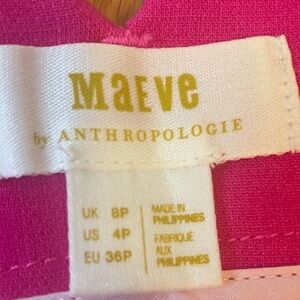 Maeve
by ANTHROPOLOGIE
UK 8P
US 4P
EU 36P
MADE IN
PHILIPPINES
FABRIQUÉ
AUX
PHILIPPINES